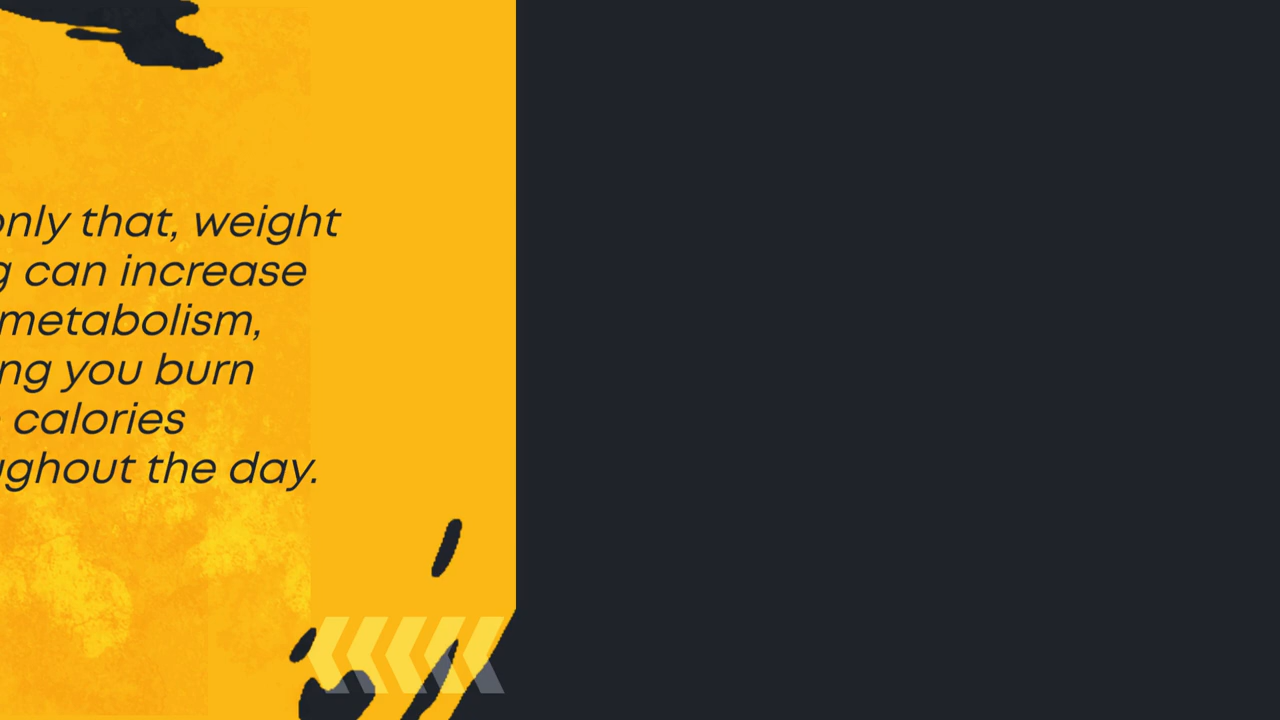 only that, weight
g can increase
metabolism,
ng you burn
calories
ughout the day.